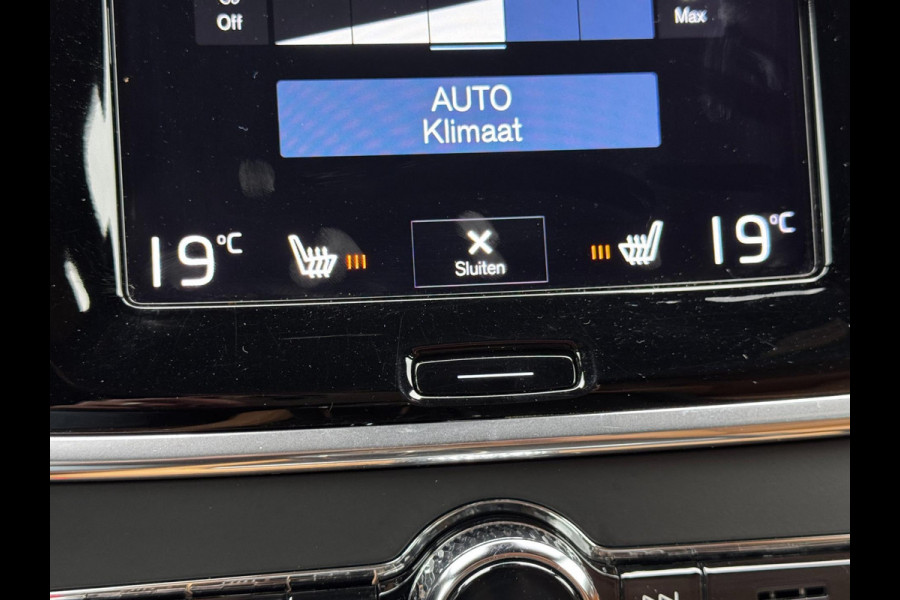 Off
Max
AUTO
Klimaat
19°C
Sluiten
19°C